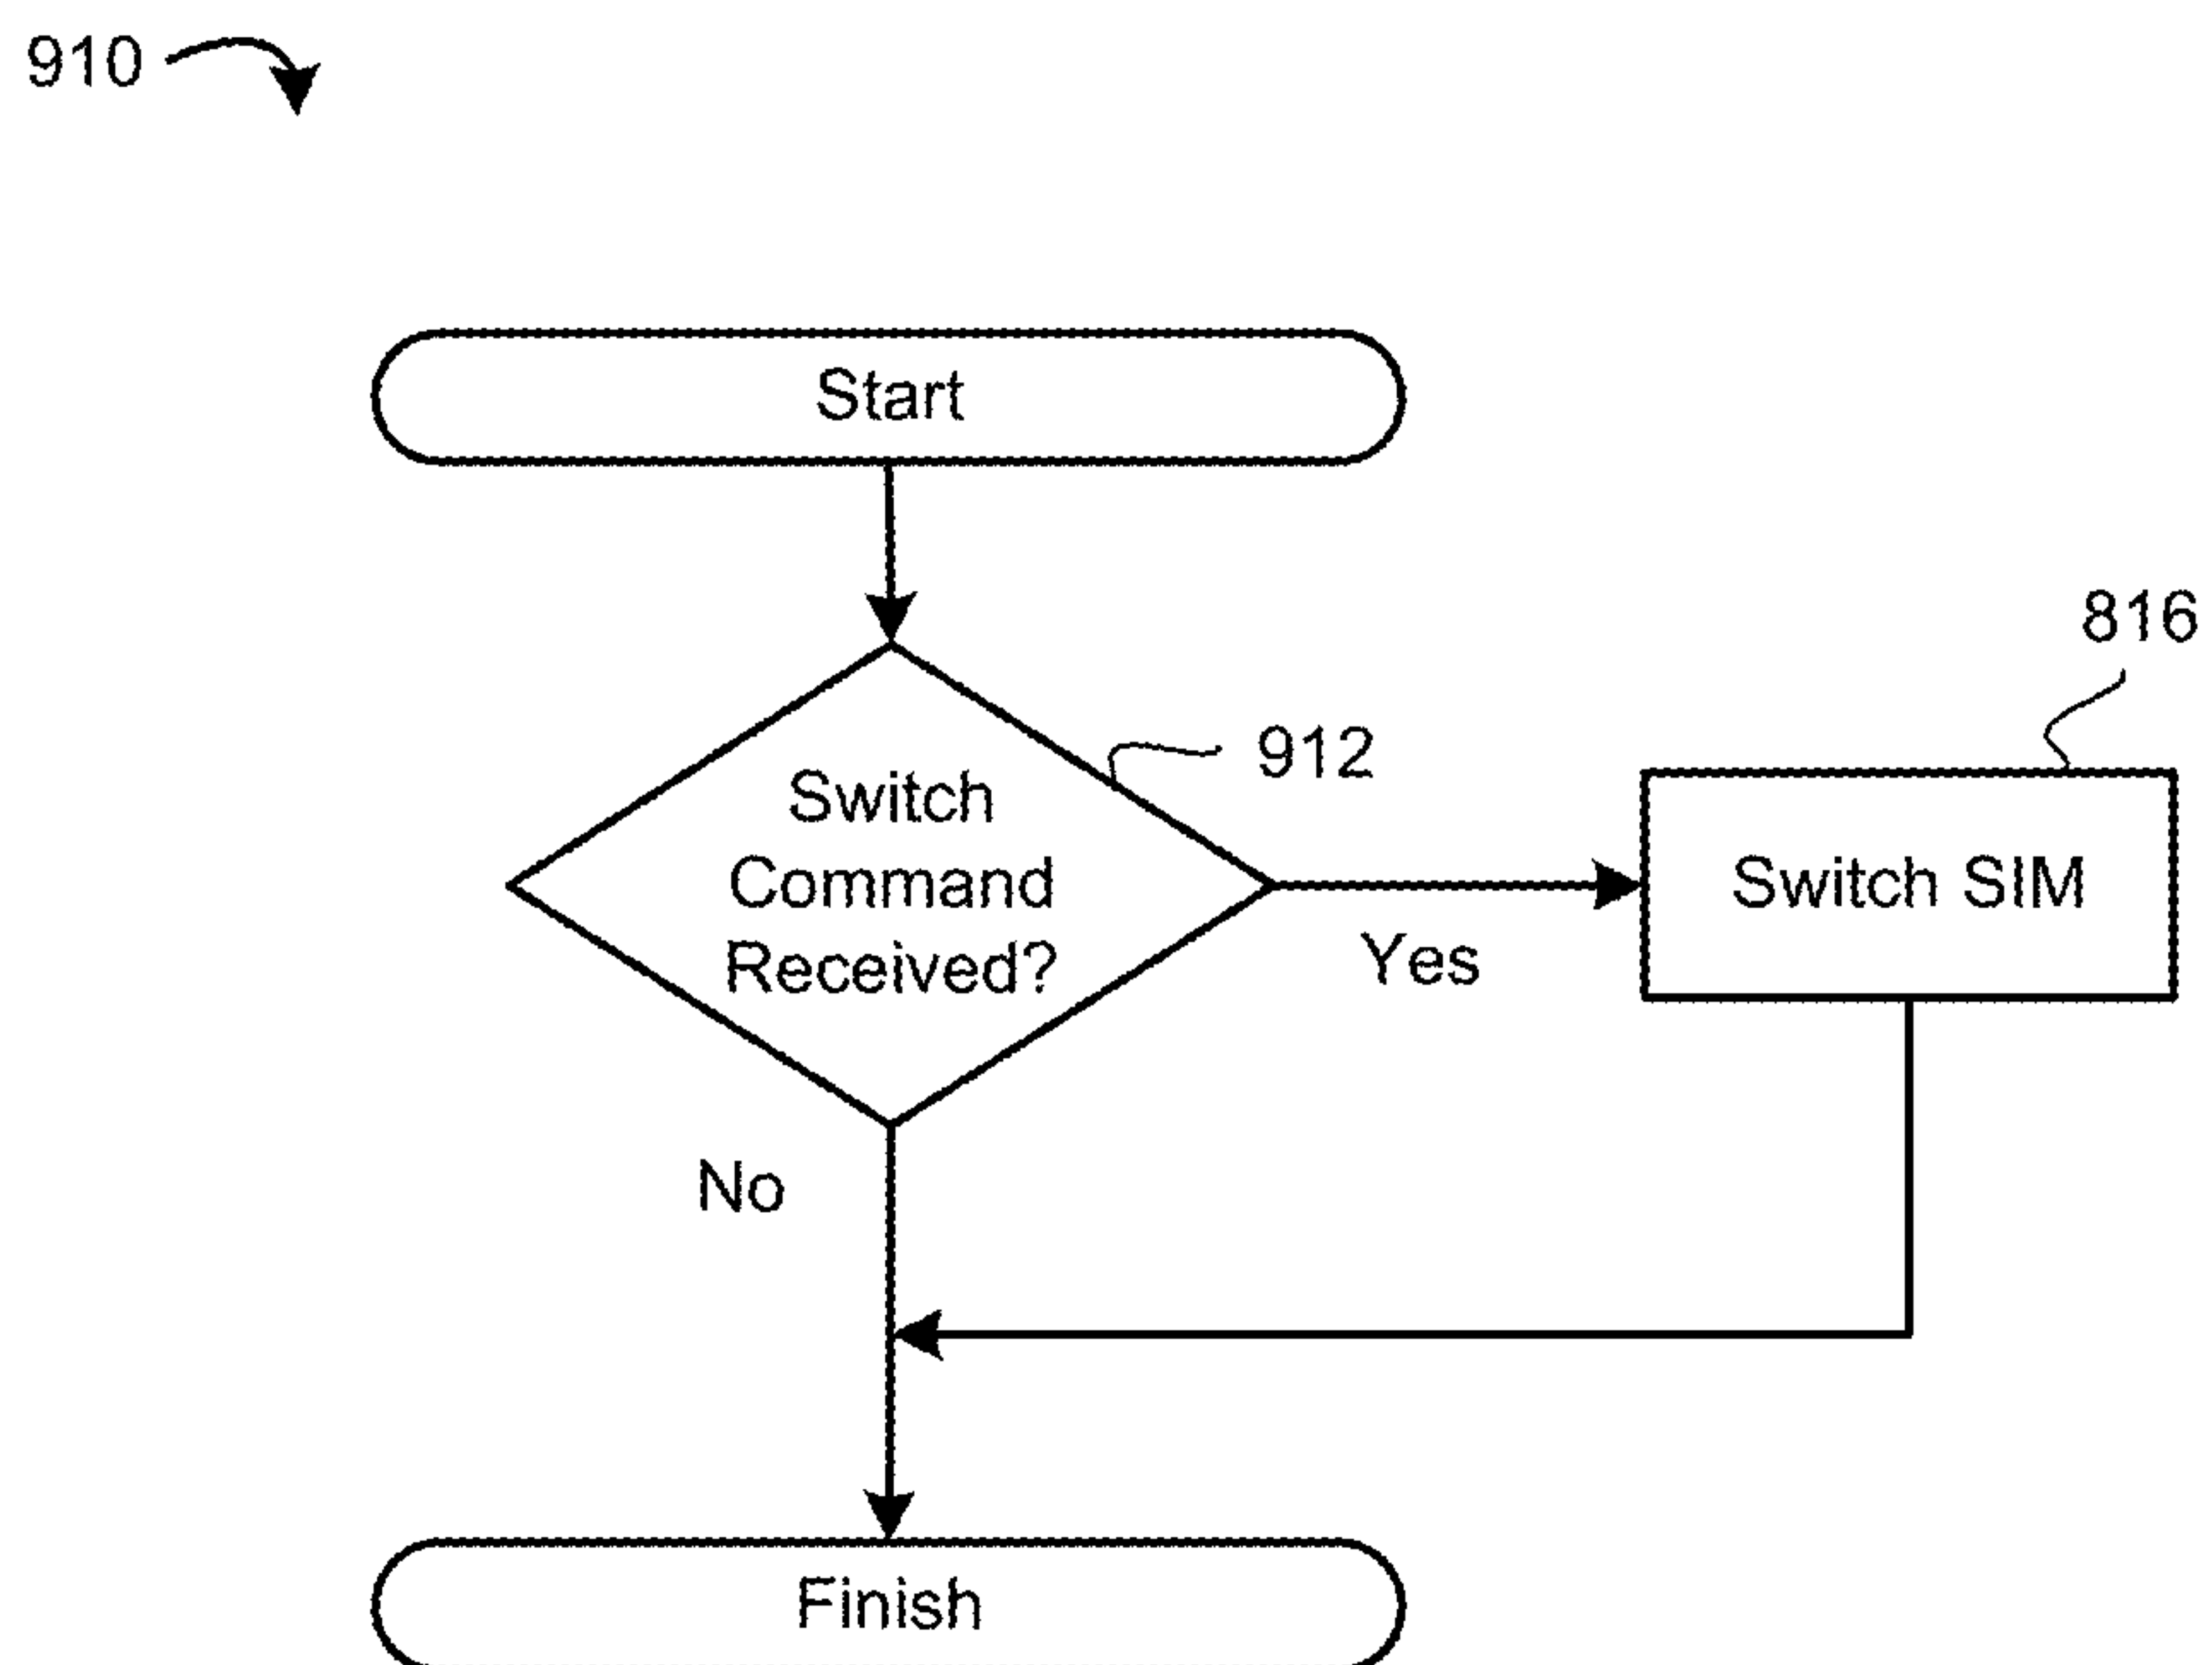 910
Start
816
912
Switch
Command
Received?
Switch SIM
Yes
No
Finish